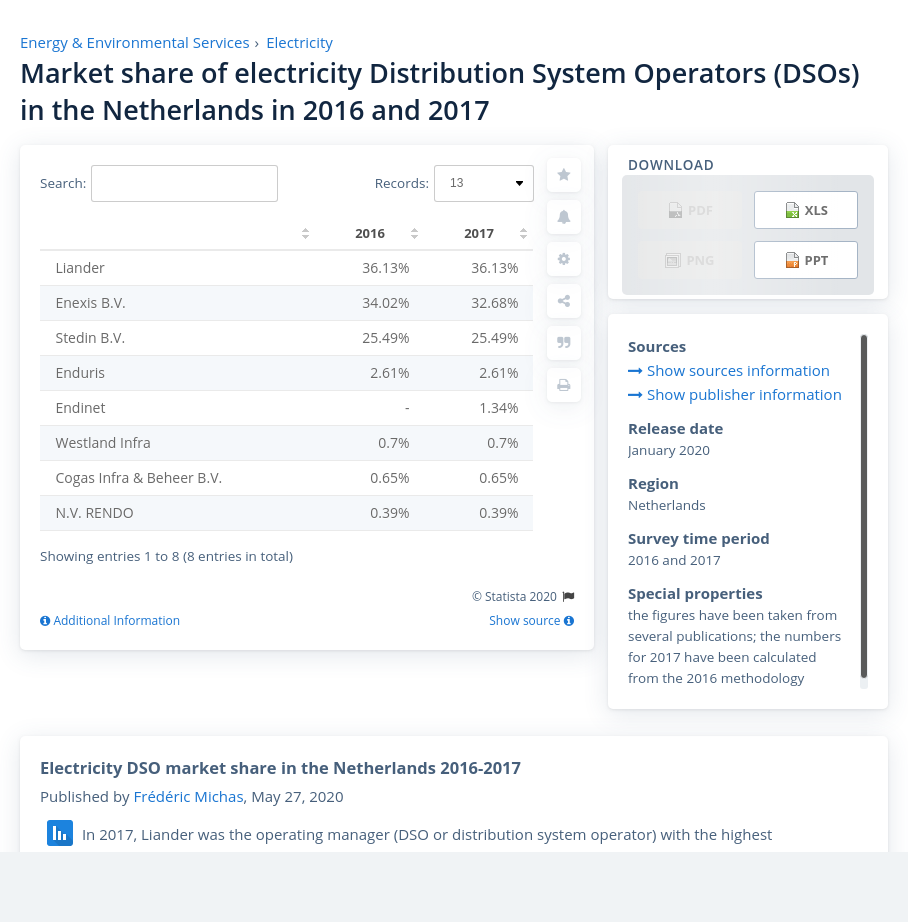 Energy & Environmental Services › Electricity
Market share of electricity Distribution System Operators (DSOs)
in the Netherlands in 2016 and 2017
Search:
Records: 13
2016 2017
Liander 36.13% 36.13%
Enexis B.V. 34.02% 32.68%
Stedin B.V. 25.49% 25.49%
Enduris 2.61% 2.61%
Endinet - 1.34%
Westland Infra 0.7% 0.7%
Cogas Infra & Beheer B.V. 0.65% 0.65%
N.V. RENDO 0.39% 0.39%
Showing entries 1 to 8 (8 entries in total)
© Statista 2020
Additional Information Show source
DOWNLOAD
PDF XLS
PNG PPT
Sources
Show sources information
Show publisher information
Release date
January 2020
Region
Netherlands
Survey time period
2016 and 2017
Special properties
the figures have been taken from
several publications; the numbers
for 2017 have been calculated
from the 2016 methodology
Electricity DSO market share in the Netherlands 2016-2017
Published by Frédéric Michas, May 27, 2020
In 2017, Liander was the operating manager (DSO or distribution system operator) with the highest